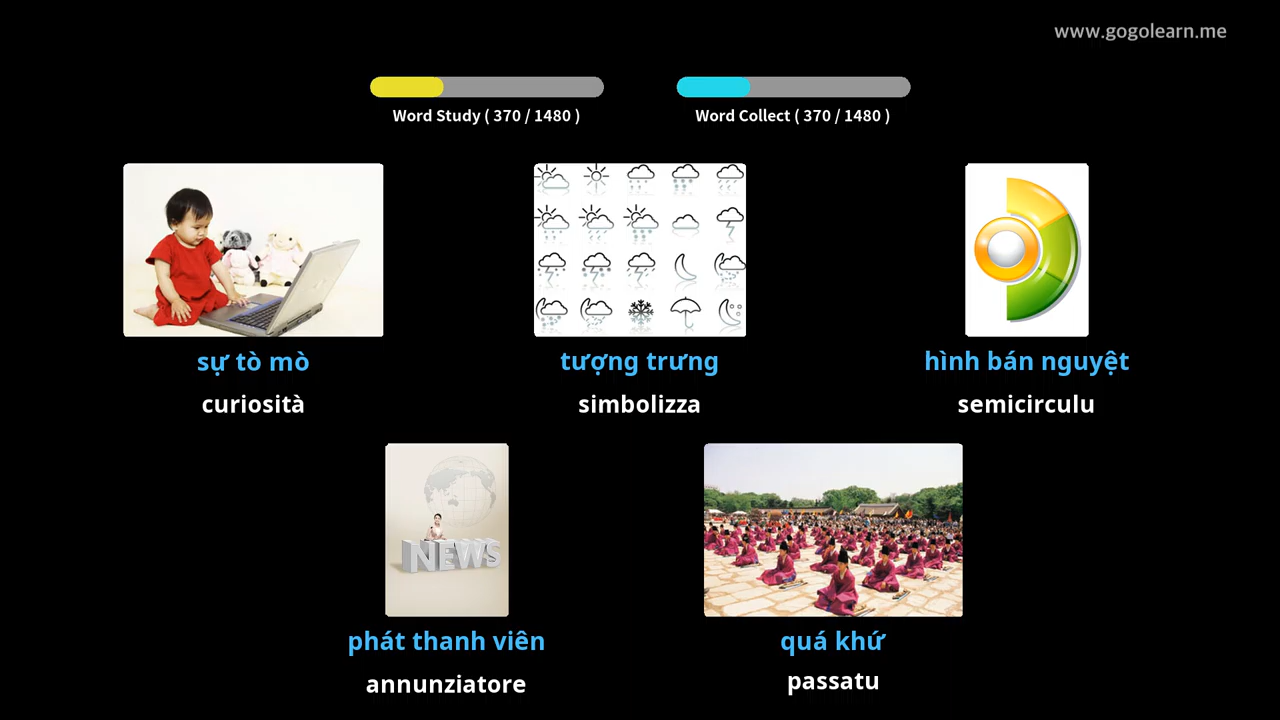 www.gogolearn.me
Word Study ( 370 / 1480 )
Word Collect ( 370 / 1480 )
sự tò mò
curiosità
tượng trưng
simbolizza
hình bán nguyệt
semicirculu
NEWS
phát thanh viên
annunziatore
quá khứ
passatu